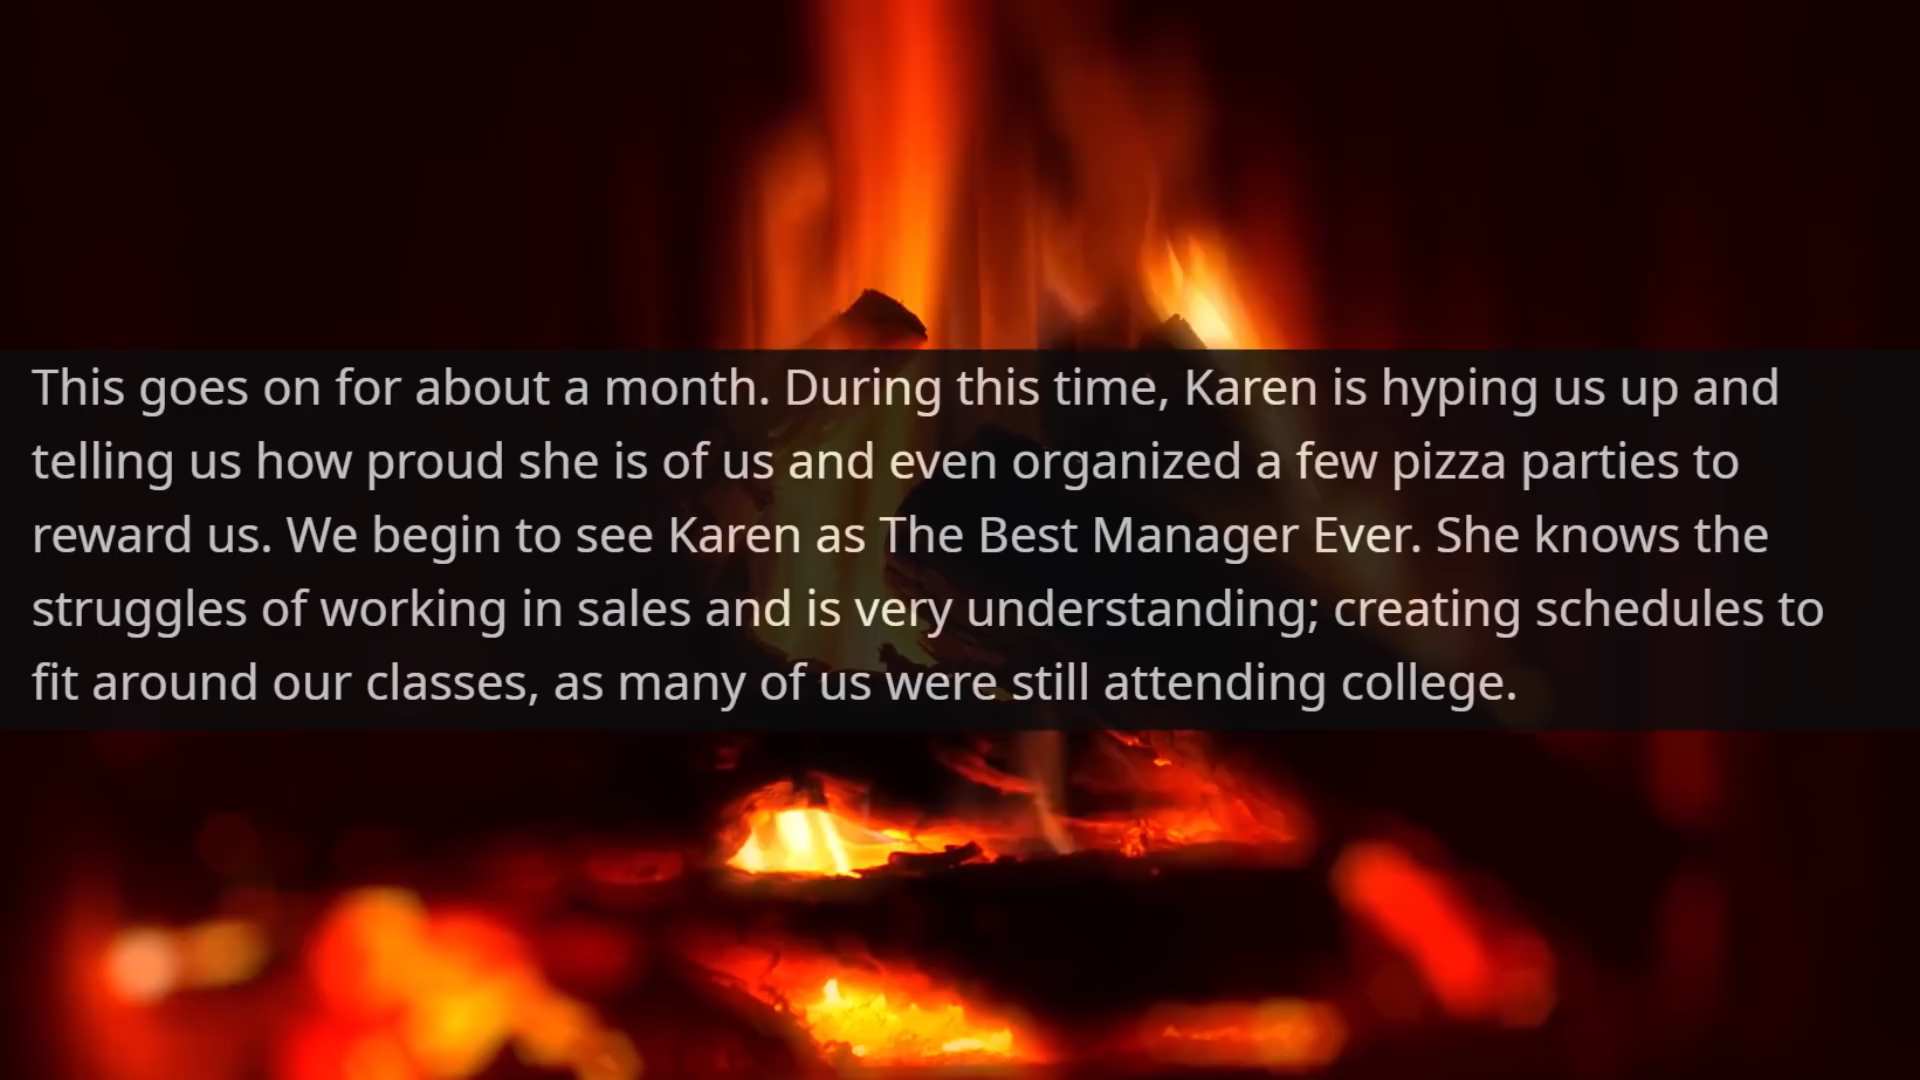 This goes on for about a month. During this time, Karen is hyping us up and
telling us how proud she is of us and even organized a few pizza parties to
reward us. We begin to see Karen as The Best Manager Ever. She knows the
struggles of working in sales and is very understanding; creating schedules to
fit around our classes, as many of us were still attending college.